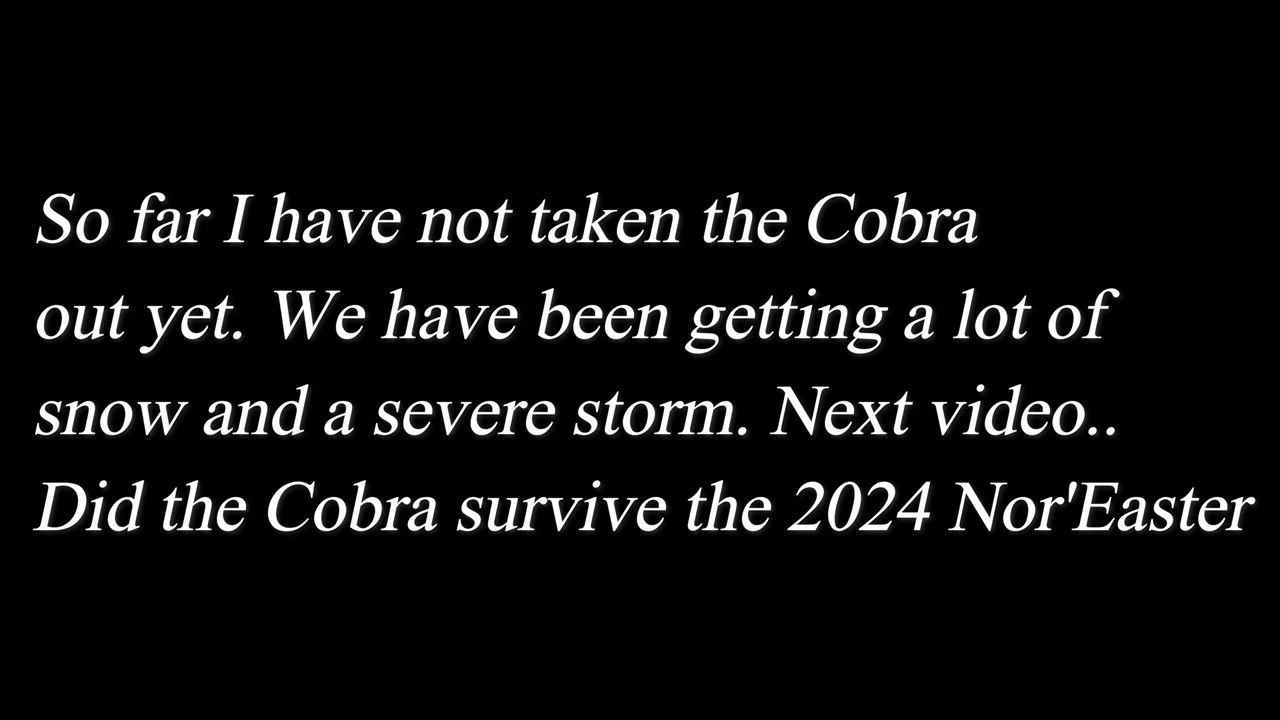 So far I have not taken the Cobra
out yet. We have been getting a lot of
snow and a severe storm. Next video..
Did the Cobra survive the 2024 Nor'Easter